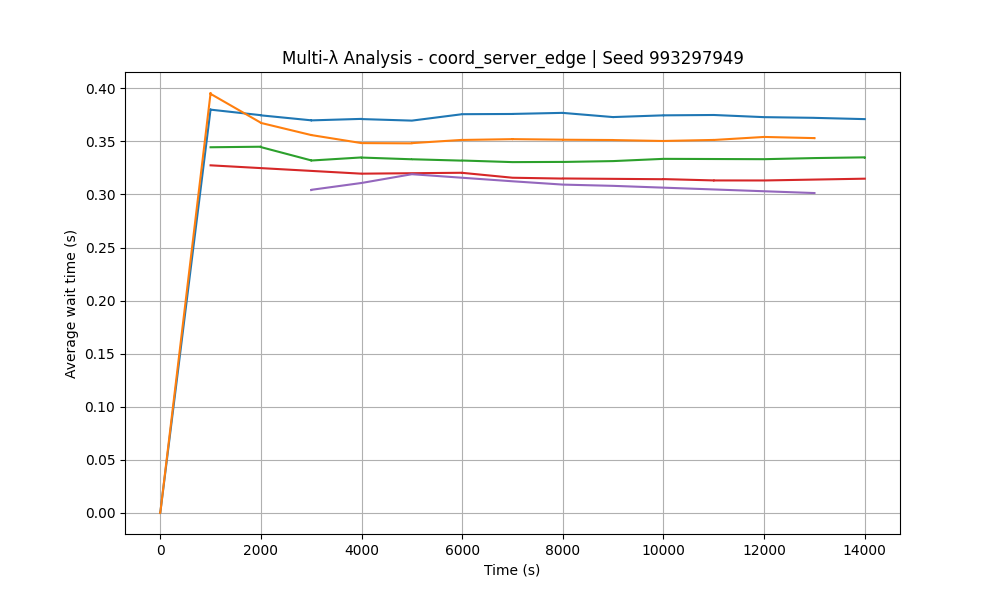 Multi-λ Analysis - coord_server_edge | Seed 993297949
0.40
0.35
0.30
0.25
0.20
0.15
0.10
0.05
0.00
Average wait time (s)
0 2000 4000 6000 8000 10000 12000 14000
Time (s)